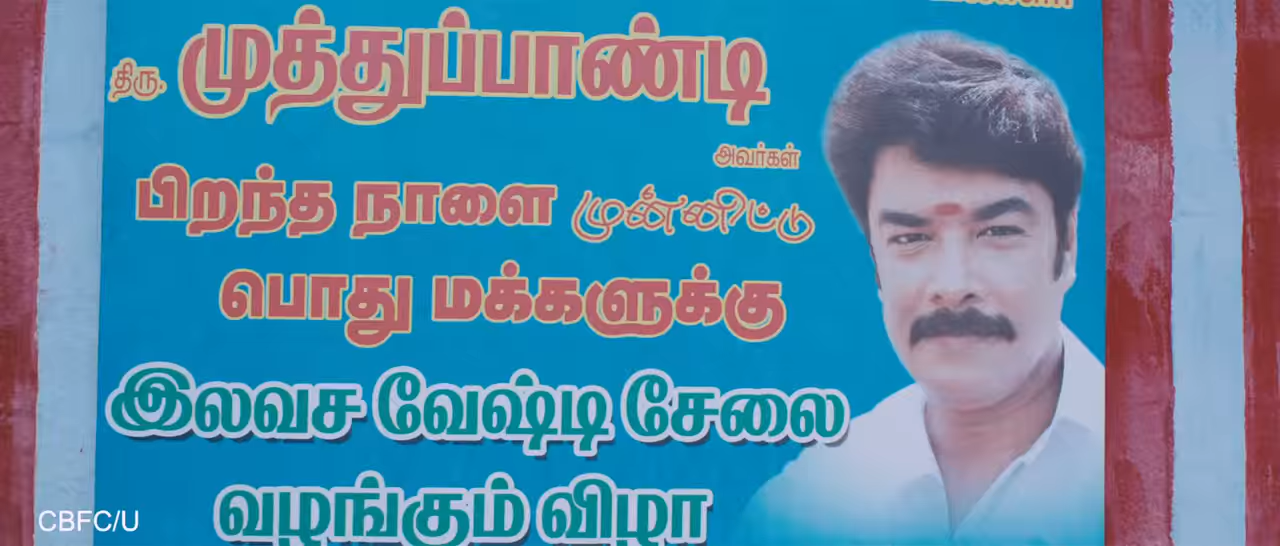 திரு. முத்துப்பாண்டி
அவர்கள்
பிறந்த நாளை முன்னிட்டு
பொது மக்களுக்கு
இலவச வேஷ்டி சேலை
வழங்கும் விழா
CBFC/U